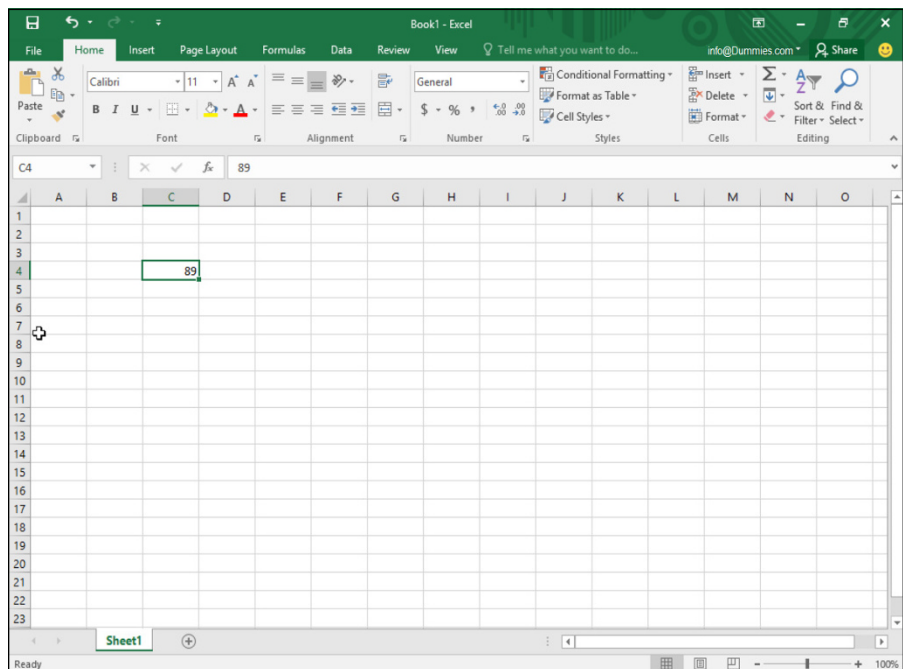 Book1 - Excel
File Home Insert Page Layout Formulas Data Review View Tell me what you want to do... info@Dummies.com Share
Paste
Calibri 11 A A
B I U A
General
$ % , .0 .00 .00 .0
Conditional Formatting
Format as Table
Cell Styles
Insert
Delete
Format
Σ
A Z
Sort & Filter
Find & Select
Clipboard Font Alignment Number Styles Cells Editing
C4 fx 89
A B C D E F G H I J K L M N O
1
2
3
4 89
5
6
7
8
9
10
11
12
13
14
15
16
17
18
19
20
21
22
23
Sheet1
Ready 100%